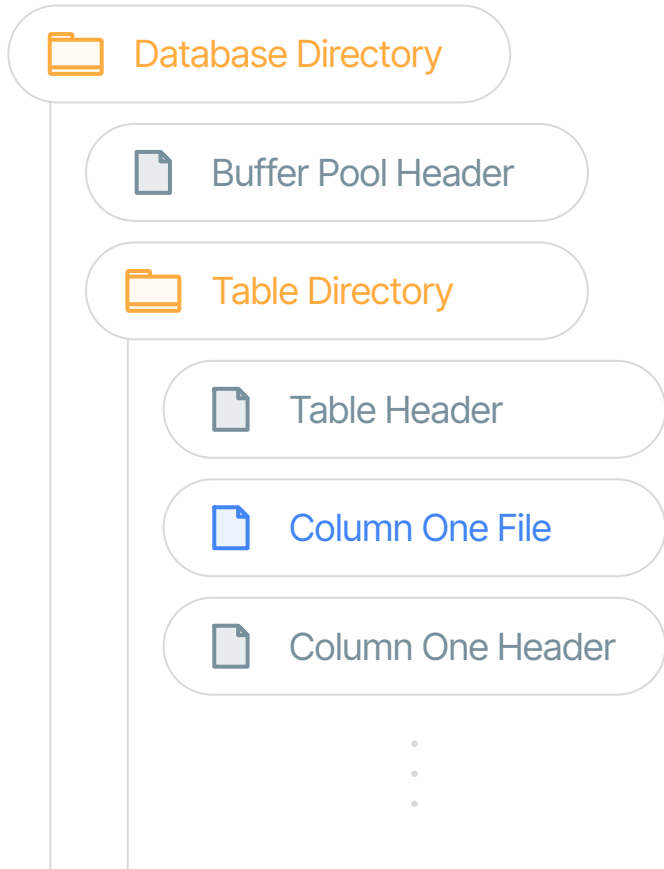 Database Directory
Buffer Pool Header
Table Directory
Table Header
Column One File
Column One Header